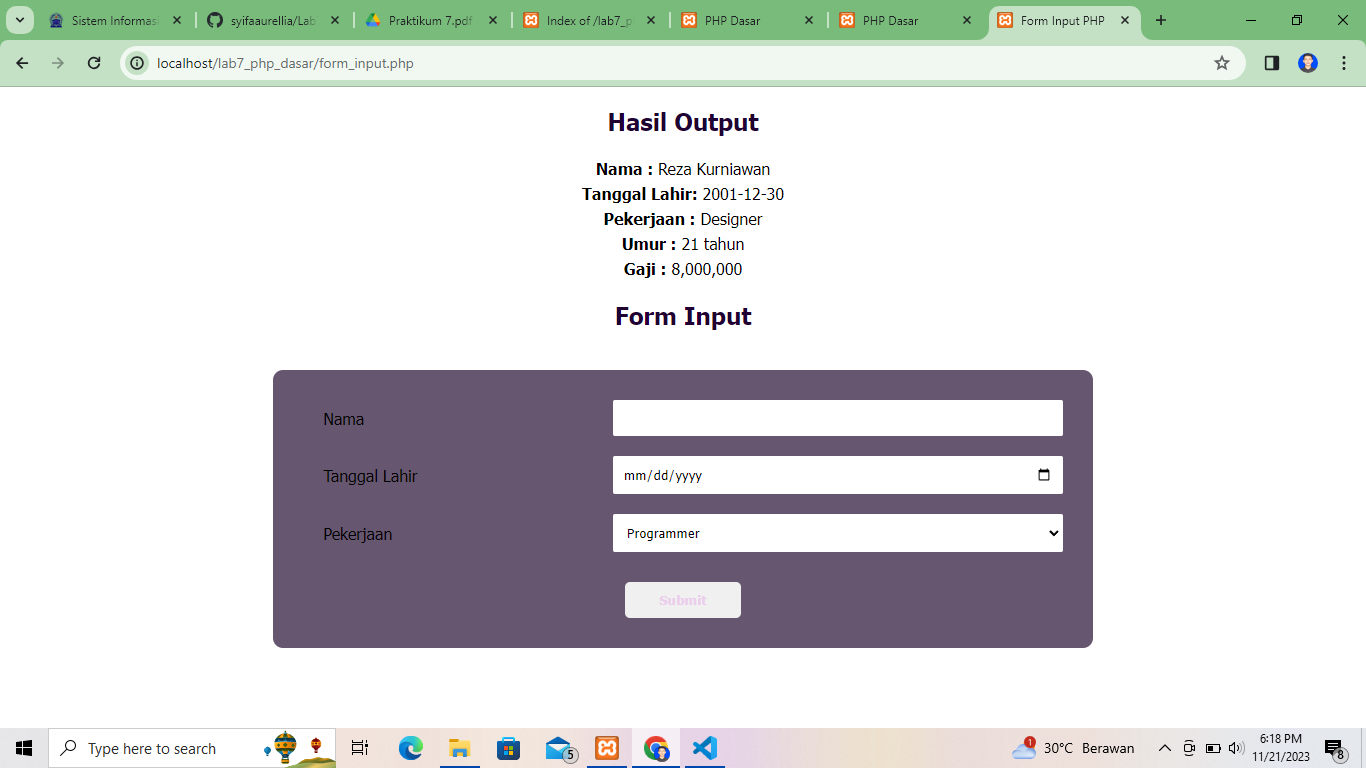 Sistem Informasi
syifaaurellia/Lab
Praktikum 7.pdf
Index of /lab7_p
PHP Dasar
PHP Dasar
Form Input PHP
localhost/lab7_php_dasar/form_input.php
Hasil Output
Nama : Reza Kurniawan
Tanggal Lahir: 2001-12-30
Pekerjaan : Designer
Umur : 21 tahun
Gaji : 8,000,000
Form Input
Nama
Tanggal Lahir mm/dd/yyyy
Pekerjaan Programmer
Submit
Type here to search
5
1
30°C Berawan
6:18 PM
11/21/2023
8